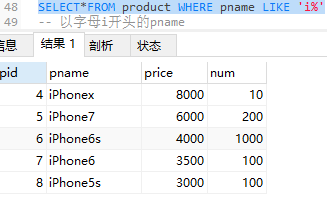 48 SELECT*FROM product WHERE pname LIKE 'i%'
49 -- 以字母i开头的pname
信息 结果 1 剖析 状态
pid pname price num
4 iPhonex 8000 10
5 iPhone7 6000 200
6 iPhone6s 4000 1000
7 iPhone6 3500 100
8 iPhone5s 3000 100